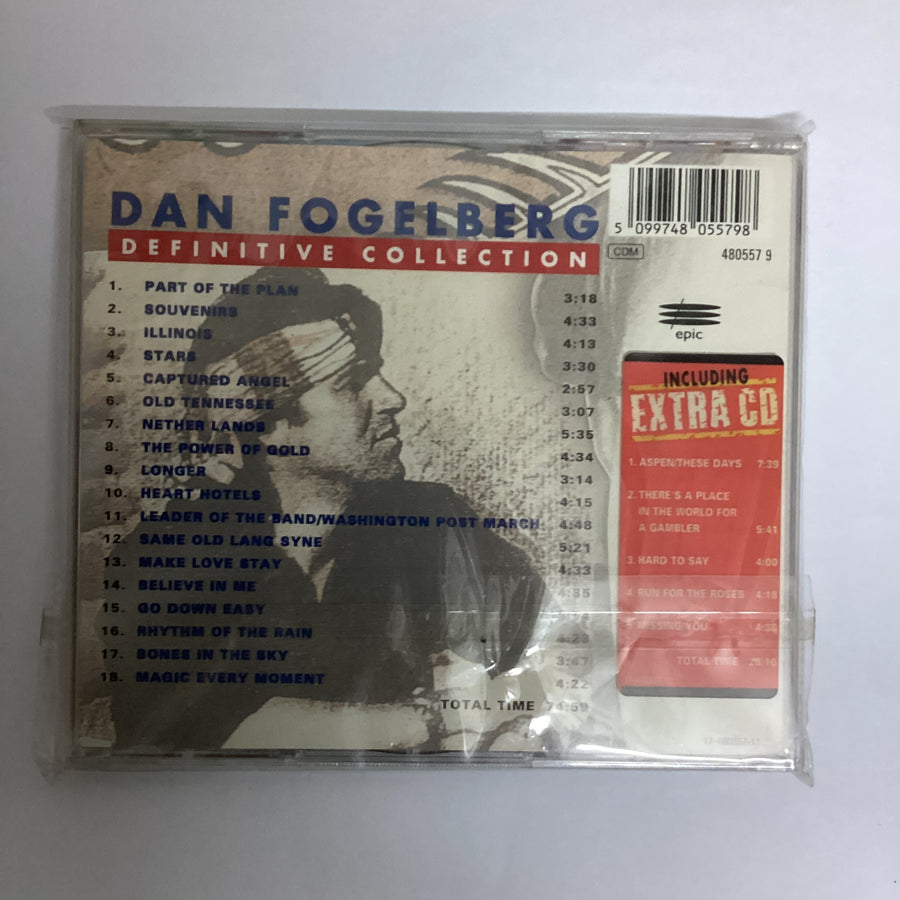 DAN FOGELBERG
DEFINITIVE COLLECTION
5 099748 055798
CDM
480557 9
epic
1. PART OF THE PLAN 3:18
2. SOUVENIRS 4:33
3. ILLINOIS 4:13
4. STARS 3:30
5. CAPTURED ANGEL 2:57
6. OLD TENNESSEE 3:07
7. NETHER LANDS 5:35
8. THE POWER OF GOLD 4:34
9. LONGER 3:14
10. HEART HOTELS 4:15
11. LEADER OF THE BAND/WASHINGTON POST MARCH 4:48
12. SAME OLD LANG SYNE 5:21
13. MAKE LOVE STAY 4:33
14. BELIEVE IN ME
15. GO DOWN EASY
16. RHYTHM OF THE RAIN
17. BONES IN THE SKY 3:47
18. MAGIC EVERY MOMENT 4:22
TOTAL TIME 74:59
INCLUDING
EXTRA CD
1. ASPEN/THESE DAYS 7:39
2. THERE'S A PLACE
IN THE WORLD FOR
A GAMBLER 5:41
3. HARD TO SAY 4:00
4. RUN FOR THE ROSES 4:18
MISSING YOU
TOTAL TIME